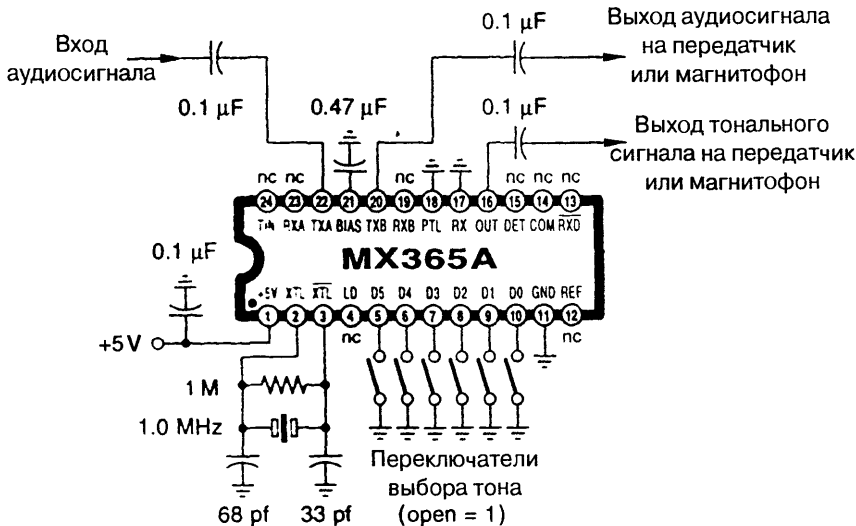 0.1 µF
Выход аудиосигнала
на передатчик
или магнитофон
Вход
аудиосигнала
0.1 µF
0.47 µF
0.1 µF
Выход тонального
сигнала на передатчик
или магнитофон
nc nc nc nc nc nc
24 23 22 21 20 19 18 17 16 15 14 13
TIN RXA TXA BIAS TXB RXB PTL RX OUT DET COM RXD
MX365A
0.1 µF
+5V XTL XTL LD D5 D4 D3 D2 D1 D0 GND REF
1 2 3 4 5 6 7 8 9 10 11 12
nc nc
+5V
1 M
1.0 MHz
68 pf 33 pf
Переключатели
выбора тона
(open = 1)